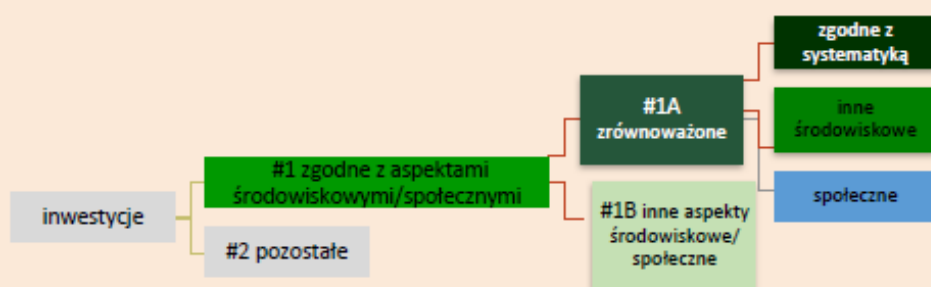 zgodne z
systematyką
#1A
zrównoważone
inne
środowiskowe
#1 zgodne z aspektami
środowiskowymi/społecznymi
społeczne
inwestycje
#1B inne aspekty
środowiskowe/
społeczne
#2 pozostałe